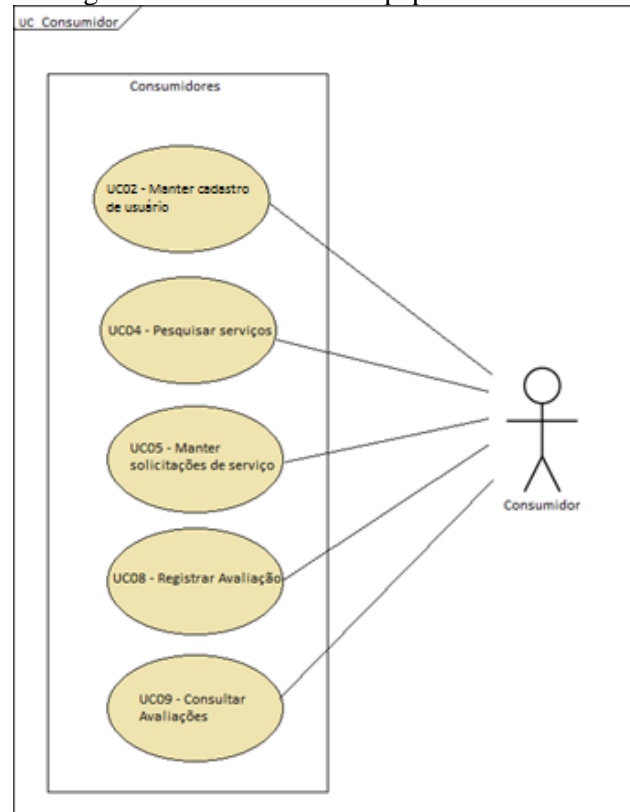 UC Consumidor
Consumidores
UC02 - Manter cadastro
de usuário
UC04 - Pesquisar serviços
UC05 - Manter
solicitações de serviço
Consumidor
UC08 - Registrar Avaliação
UC09 - Consultar
Avaliações